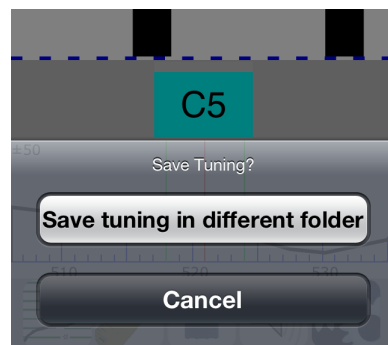 C5
±50
Save Tuning?
Save tuning in different folder
510 520 530
Cancel